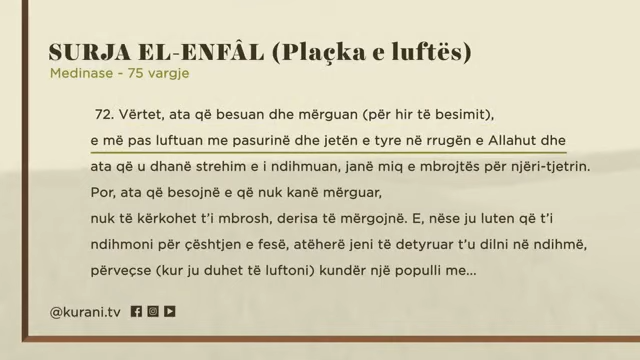 SURJA EL-ENFÂL (Plaçka e luftës)
Medinase - 75 vargje
72. Vërtet, ata që besuan dhe mërguan (për hir të besimit),
e më pas luftuan me pasurinë dhe jetën e tyre në rrugën e Allahut dhe
ata që u dhanë strehim e i ndihmuan, janë miq e mbrojtës për njëri-tjetrin.
Por, ata që besojnë e që nuk kanë mërguar,
nuk të kërkohet t'i mbrosh, derisa të mërgojnë. E, nëse ju luten që t'i
ndihmoni për çështjen e fesë, atëherë jeni të detyruar t'u dilni në ndihmë,
përveçse (kur ju duhet të luftoni) kundër një populli me...
@kurani.tv